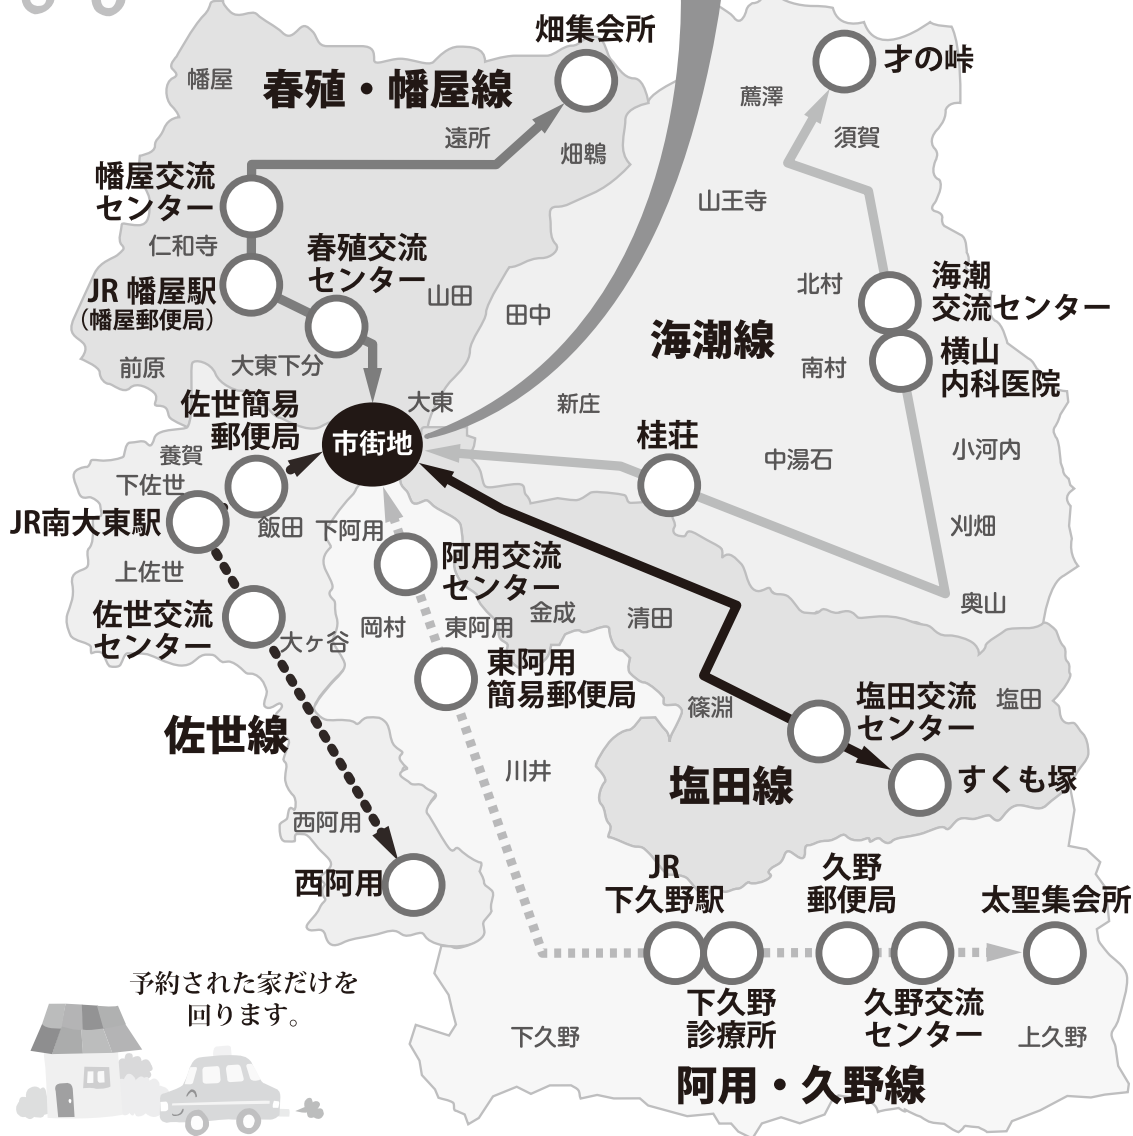 畑集会所
才の峠
幡屋
春殖・幡屋線
薦澤
遠所
畑鵯
須賀
幡屋交流
センター
山王寺
仁和寺
春殖交流
センター
海潮
交流センター
JR 幡屋駅
（幡屋郵便局）
山田
田中
北村
海潮線
横山
内科医院
前原
大東下分
南村
佐世簡易
郵便局
大東
新庄
市街地
桂荘
養賀
中湯石
小河内
下佐世
JR南大東駅
飯田
下阿用
刈畑
阿用交流
センター
上佐世
奥山
佐世交流
センター
金成
清田
大ヶ谷
岡村
東阿用
東阿用
簡易郵便局
塩田交流
センター
塩田
篠淵
佐世線
川井
塩田線
すくも塚
西阿用
西阿用
JR
下久野駅
久野
郵便局
太聖集会所
予約された家だけを
回ります。
下久野
診療所
久野交流
センター
下久野
上久野
阿用・久野線